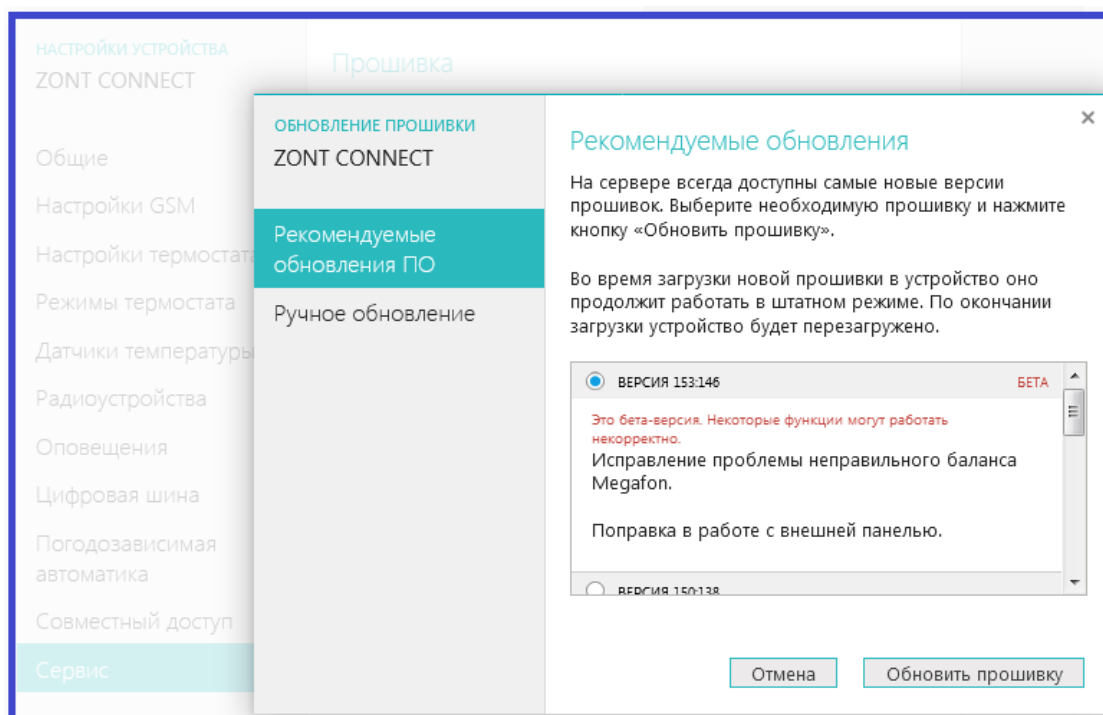 НАСТРОЙКИ УСТРОЙСТВА
ZONT CONNECT
Общие
Настройки GSM
Настройки термостата
Режимы термостата
Датчики температуры
Радиоустройства
Оповещения
Цифровая шина
Погодозависимая
автоматика
Совместный доступ
Сервис
Прошивка
ОБНОВЛЕНИЕ ПРОШИВКИ
ZONT CONNECT
Рекомендуемые
обновления ПО
Ручное обновление
Рекомендуемые обновления
На сервере всегда доступны самые новые версии
прошивок. Выберите необходимую прошивку и нажмите
кнопку «Обновить прошивку».
Во время загрузки новой прошивки в устройство оно
продолжит работать в штатном режиме. По окончании
загрузки устройство будет перезагружено.
ВЕРСИЯ 153:146 БЕТА
Это бета-версия. Некоторые функции могут работать
некорректно.
Исправление проблемы неправильного баланса
Megafon.
Поправка в работе с внешней панелью.
ВЕРСИЯ 150:138
Отмена
Обновить прошивку